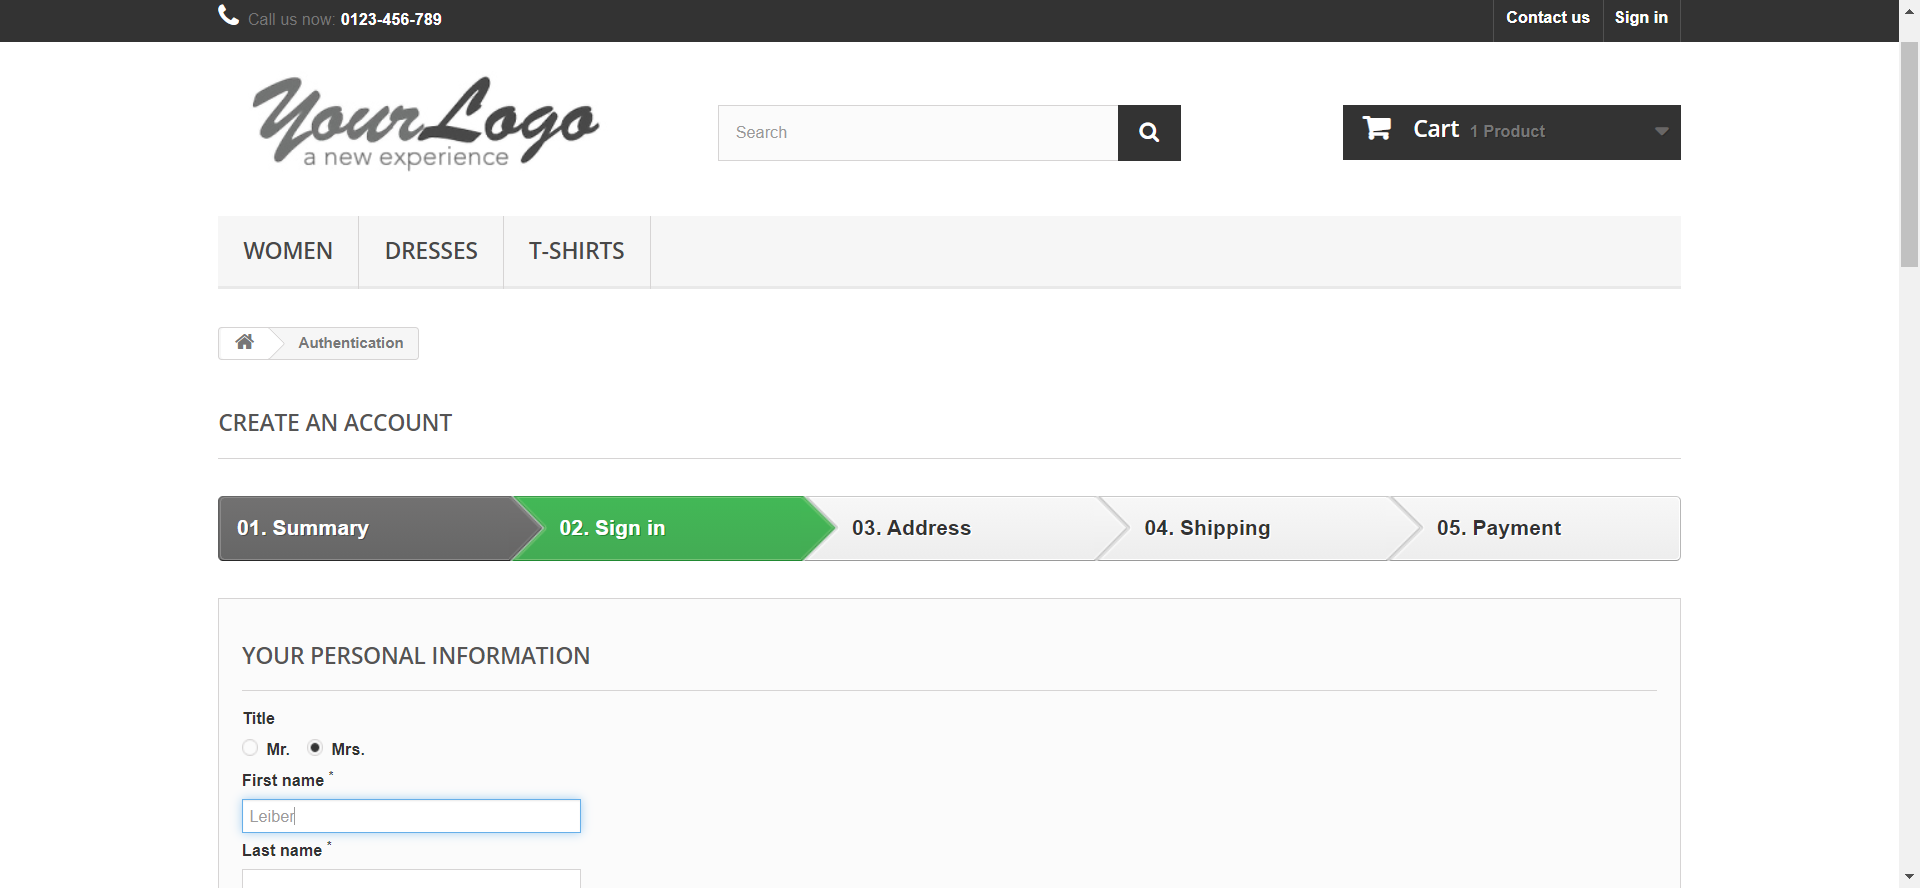 Call us now: 0123-456-789
Contact us
Sign in
YourLogo
a new experience
Search
Cart 1 Product
WOMEN
DRESSES
T-SHIRTS
Authentication
CREATE AN ACCOUNT
01. Summary
02. Sign in
03. Address
04. Shipping
05. Payment
YOUR PERSONAL INFORMATION
Title
Mr.
Mrs.
First name *
Leiber
Last name *